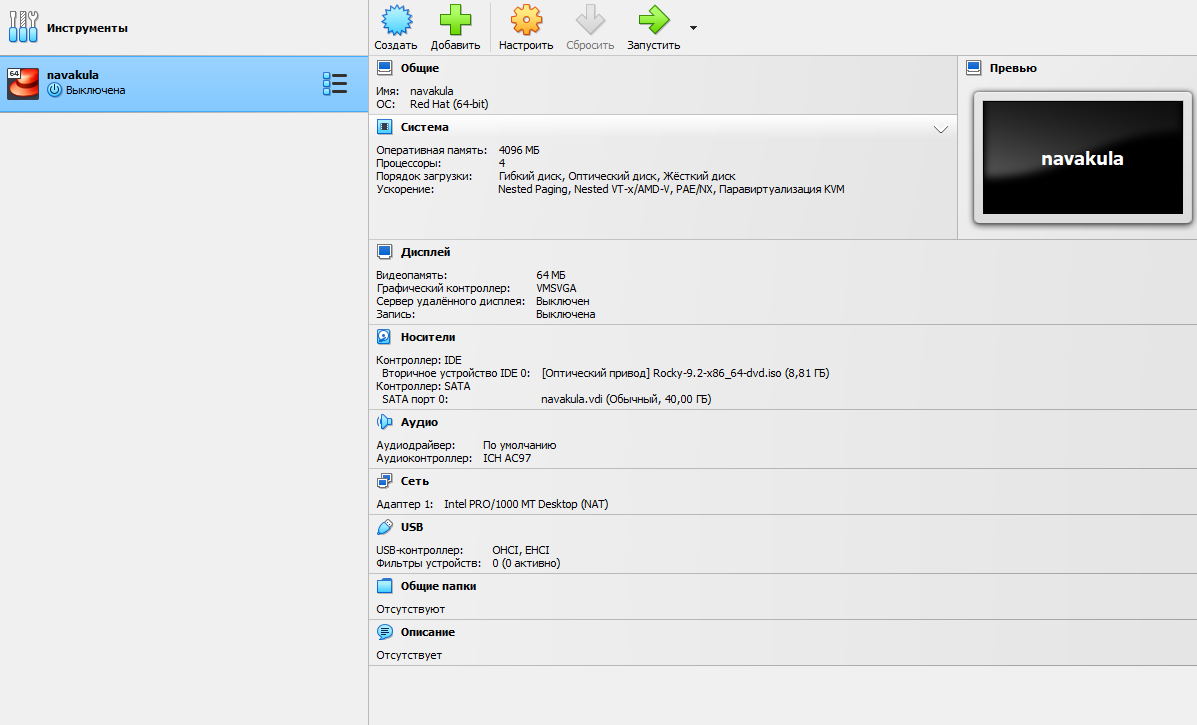 Инструменты
Создать Добавить Настроить Сбросить Запустить
64
navakula
Выключена
Общие
Имя: navakula
ОС: Red Hat (64-bit)
Превью
navakula
Система
Оперативная память: 4096 МБ
Процессоры: 4
Порядок загрузки: Гибкий диск, Оптический диск, Жёсткий диск
Ускорение: Nested Paging, Nested VT-x/AMD-V, PAE/NX, Паравиртуализация KVM
Дисплей
Видеопамять: 64 МБ
Графический контроллер: VMSVGA
Сервер удалённого дисплея: Выключен
Запись: Выключена
Носители
Контроллер: IDE
Вторичное устройство IDE 0: [Оптический привод] Rocky-9.2-x86_64-dvd.iso (8,81 ГБ)
Контроллер: SATA
SATA порт 0: navakula.vdi (Обычный, 40,00 ГБ)
Аудио
Аудиодрайвер: По умолчанию
Аудиоконтроллер: ICH AC97
Сеть
Адаптер 1: Intel PRO/1000 MT Desktop (NAT)
USB
USB-контроллер: OHCI, EHCI
Фильтры устройств: 0 (0 активно)
Общие папки
Отсутствуют
Описание
Отсутствует